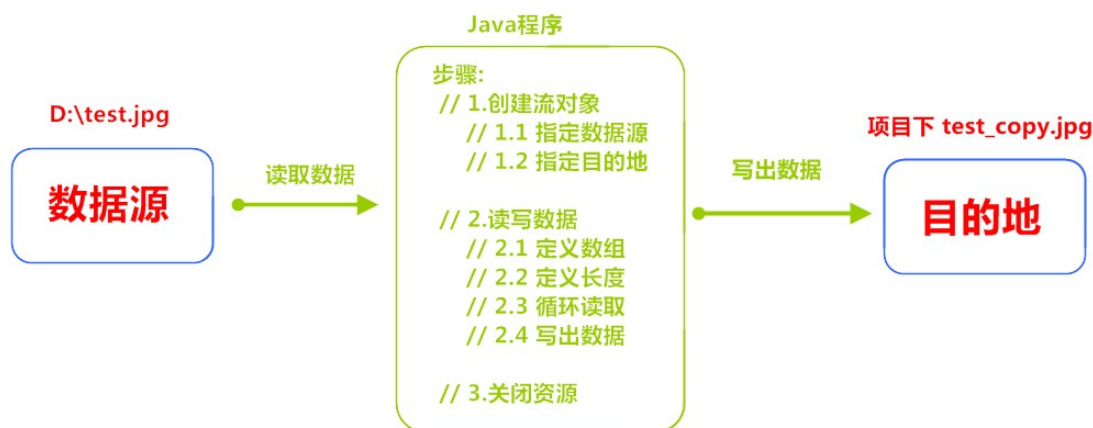 Java程序
D:\test.jpg
数据源
读取数据
步骤:
// 1.创建流对象
// 1.1 指定数据源
// 1.2 指定目的地
// 2.读写数据
// 2.1 定义数组
// 2.2 定义长度
// 2.3 循环读取
// 2.4 写出数据
// 3.关闭资源
写出数据
项目下 test_copy.jpg
目的地